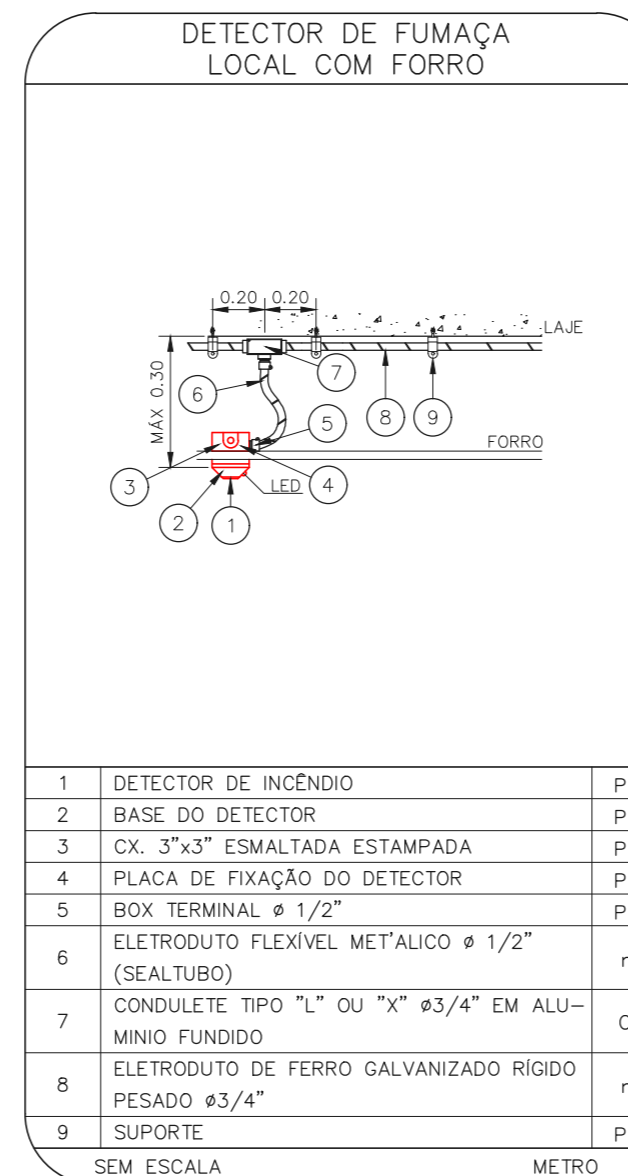 DETECTOR DE FUMAÇA
LOCAL COM FORRO
0.20 0.20
LAJE
MÁX 0.30
7
6
8
9
5
FORRO
3
LED
4
2
1
1 DETECTOR DE INCÊNDIO P
2 BASE DO DETECTOR P
3 CX. 3"x3" ESMALTADA ESTAMPADA P
4 PLACA DE FIXAÇÃO DO DETECTOR P
5 BOX TERMINAL ø 1/2" P
6 ELETRODUTO FLEXÍVEL MET'ALICO ø 1/2"
(SEALTUBO)
7 CONDULETE TIPO "L" OU "X" ø3/4" EM ALU-
MINIO FUNDIDO
8 ELETRODUTO DE FERRO GALVANIZADO RÍGIDO
PESADO ø3/4"
9 SUPORTE P
SEM ESCALA METRO